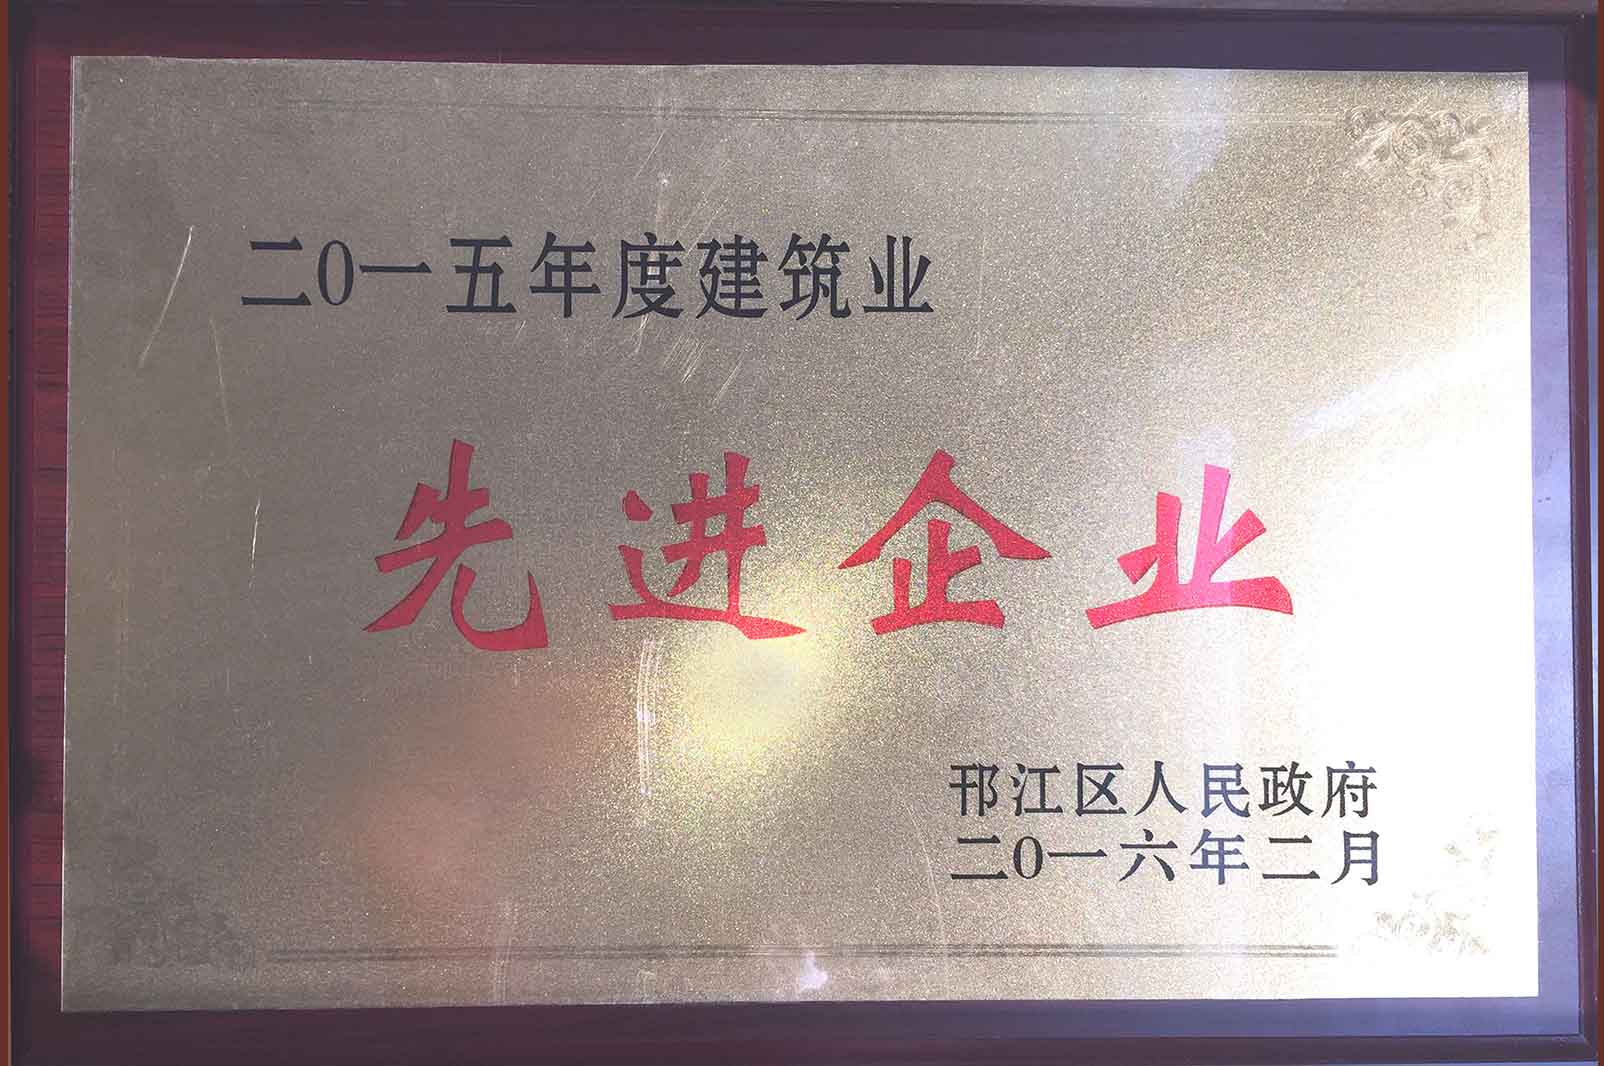 二0一五年度建筑业
先进企业
邗江区人民政府
二0一六年二月